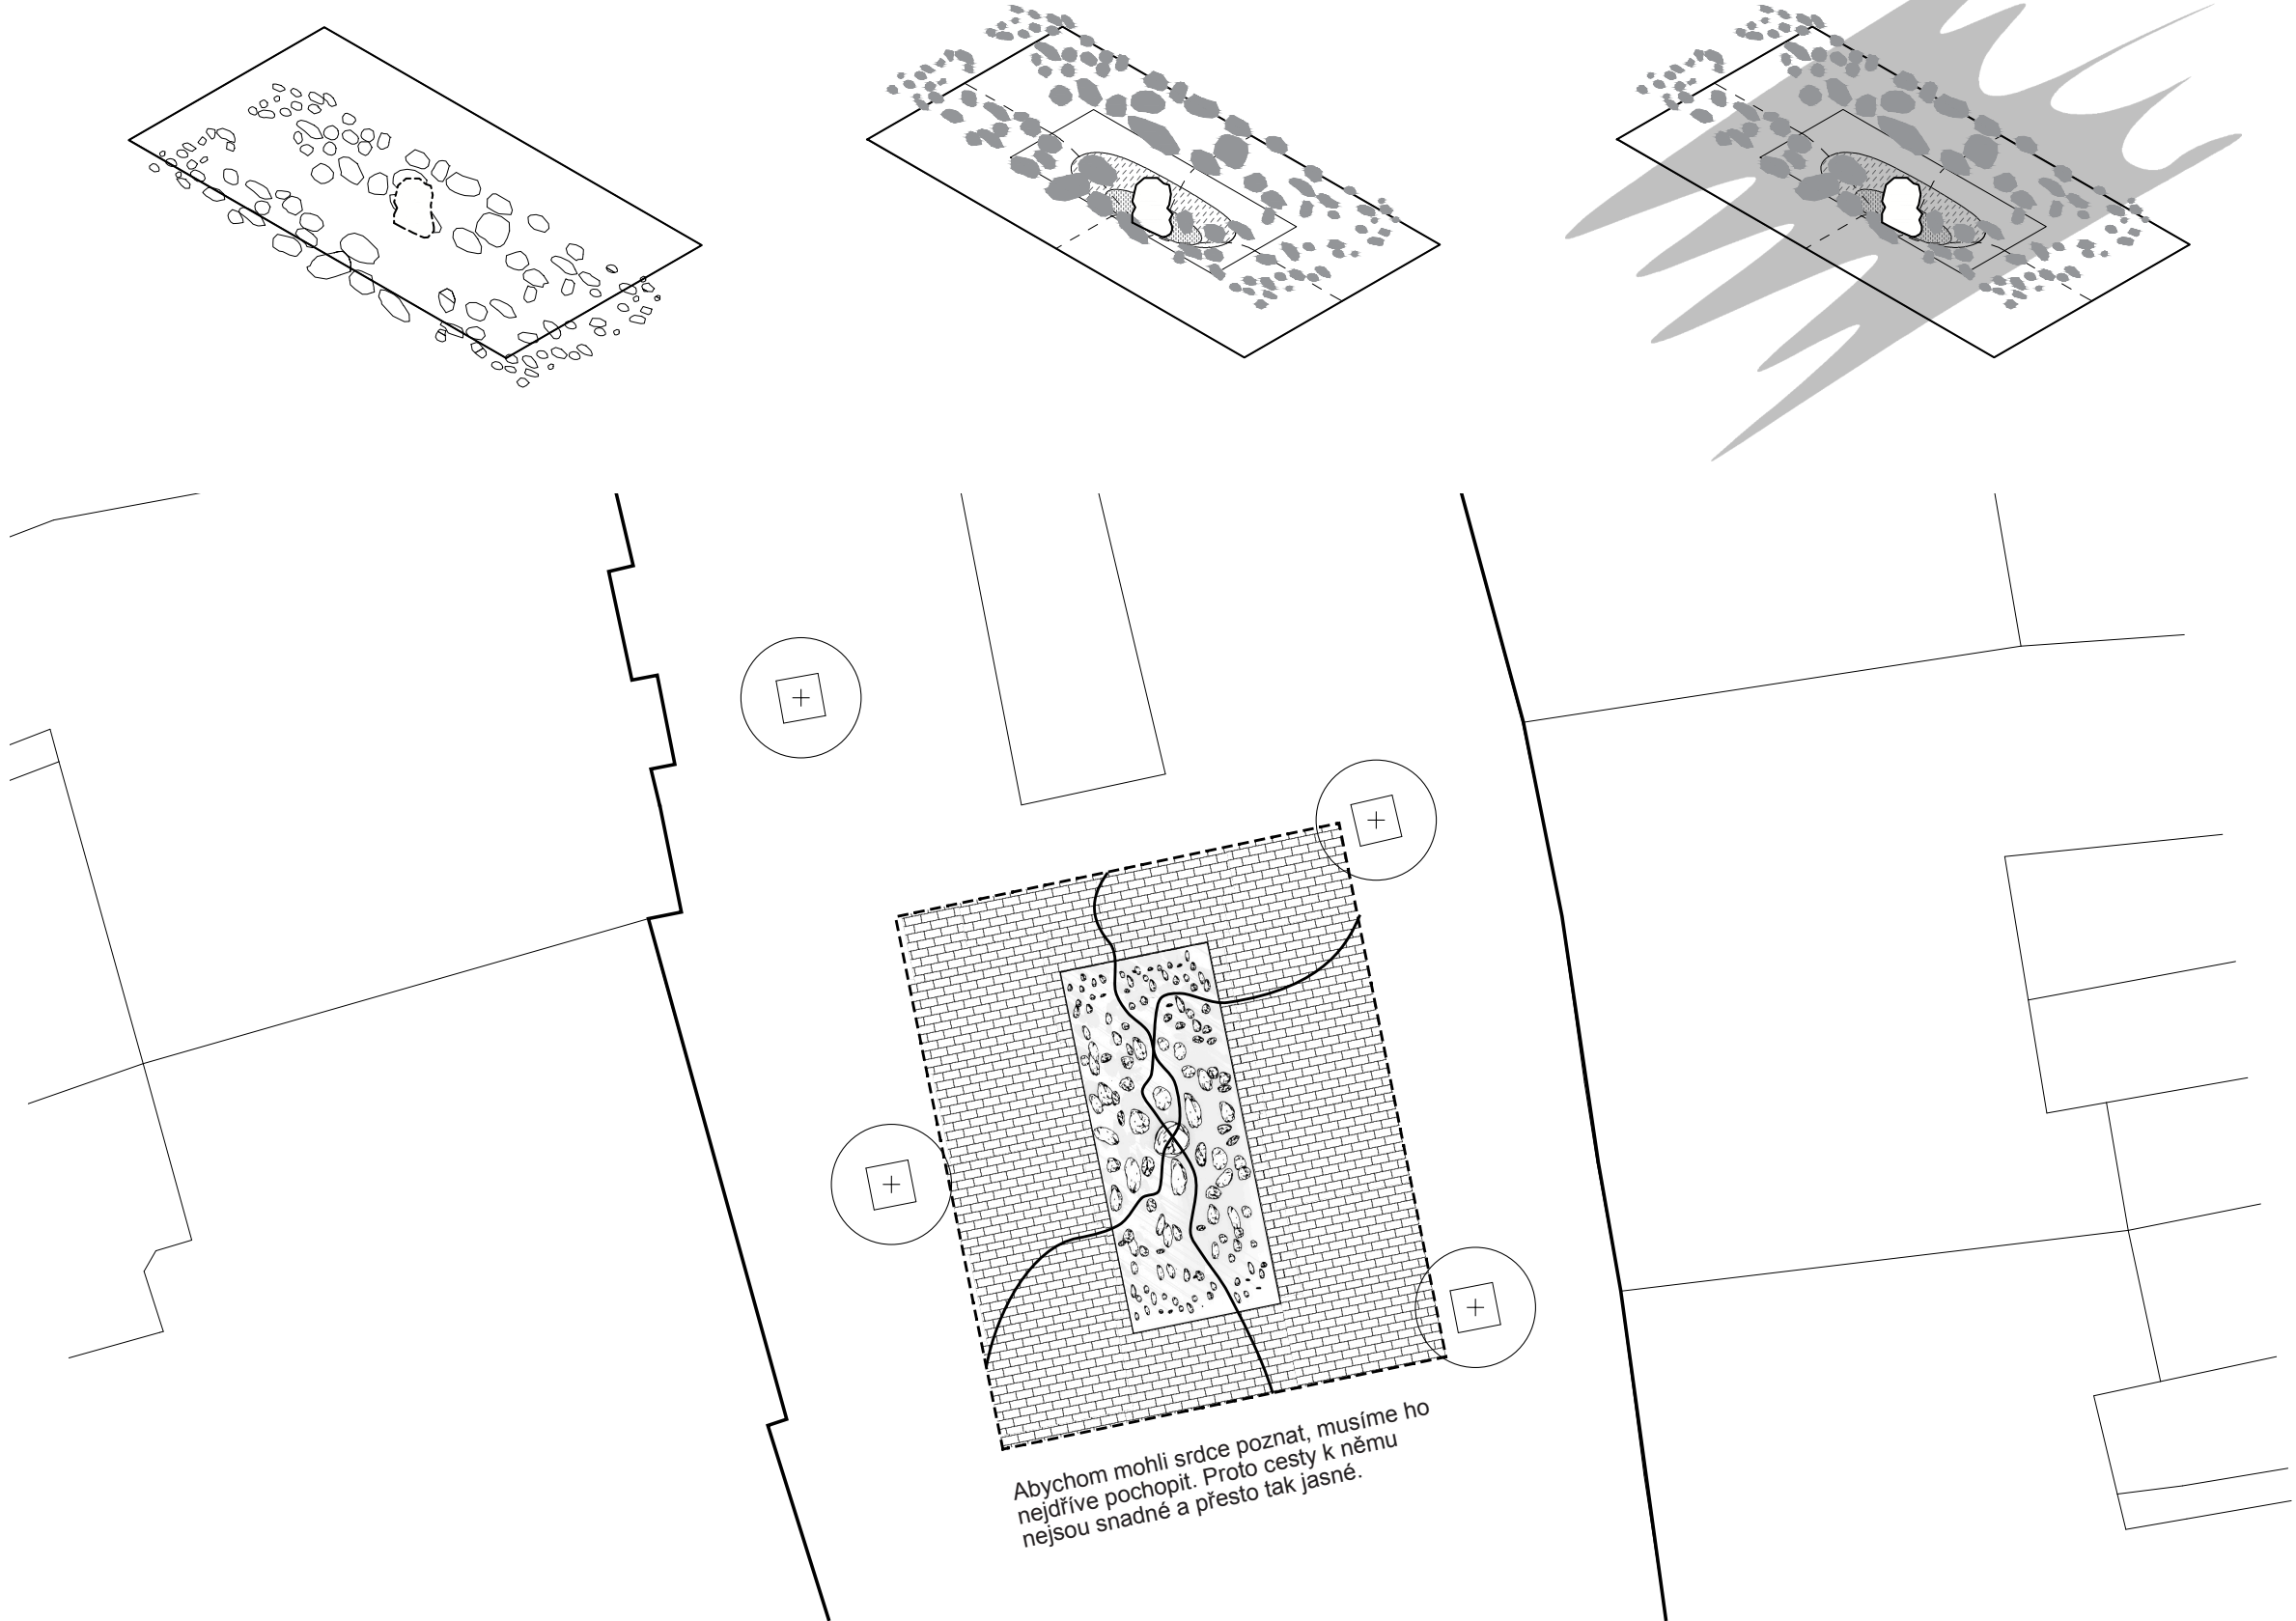 Abychom mohli srdce poznat, musíme ho
nejdříve pochopit. Proto cesty k němu
nejsou snadné a přesto tak jasné.